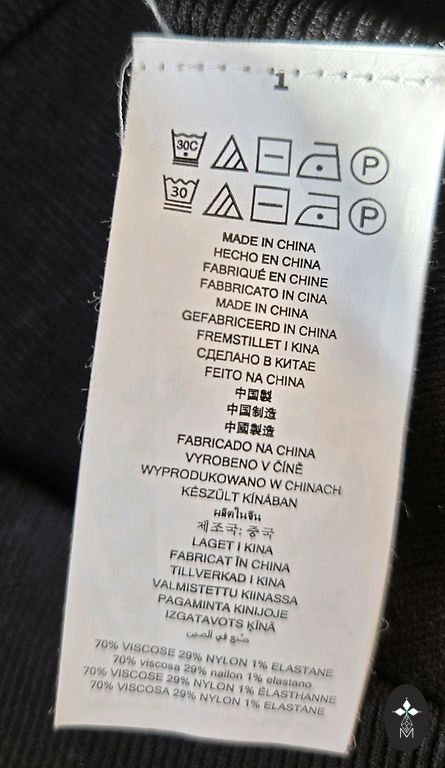 1
30C P
30 P
MADE IN CHINA
HECHO EN CHINA
FABRIQUÉ EN CHINE
FABBRICATO IN CINA
MADE IN CHINA
GEFABRICEERD IN CHINA
FREMSTILLET I KINA
СДЕЛАНО В КИТАЕ
FEITO NA CHINA
中国製
中国制造
中國製造
FABRICADO NA CHINA
VYROBENO V ČÍNĚ
WYPRODUKOWANO W CHINACH
KÉSZÜLT KÍNÁBAN
ผลิตในจีน
제조국: 중국
LAGET I KINA
FABRICAT ÎN CHINA
TILLVERKAD I KINA
VALMISTETTU KIINASSA
PAGAMINTA KINIJOJE
IZGATAVOTS ĶĪNĀ
صنع في الصين
70% VISCOSE 29% NYLON 1% ELASTANE
70% viscosa 29% nailon 1% elastano
70% VISCOSE 29% NYLON 1% ÉLASTHANNE
70% VISCOSA 29% NYLON 1% ELASTANE